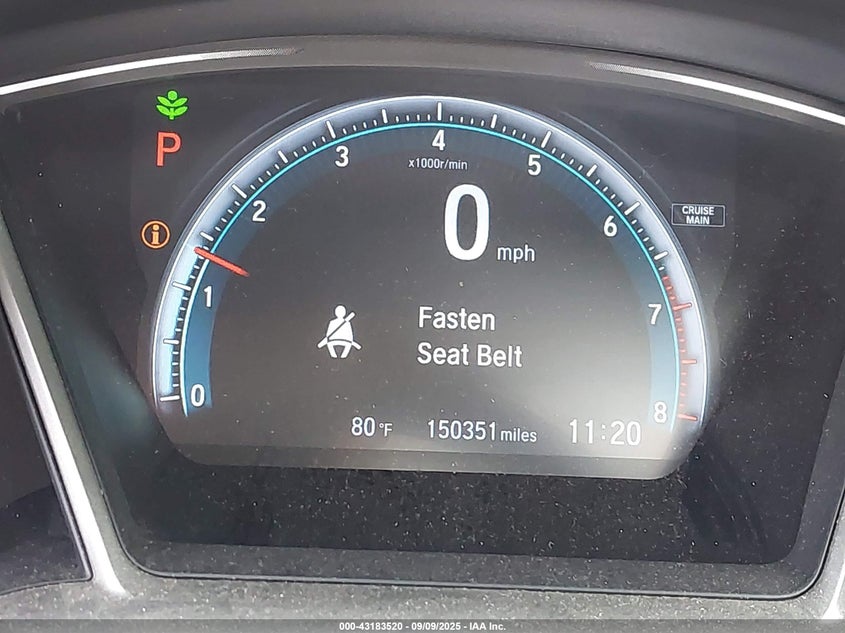 P
0
1
2
3
4
5
6
7
8
x1000r/min
0 mph
CRUISE
MAIN
Fasten
Seat Belt
80°F 150351 miles 11:20
000-43183520 - 09/09/2025 - IAA Inc.